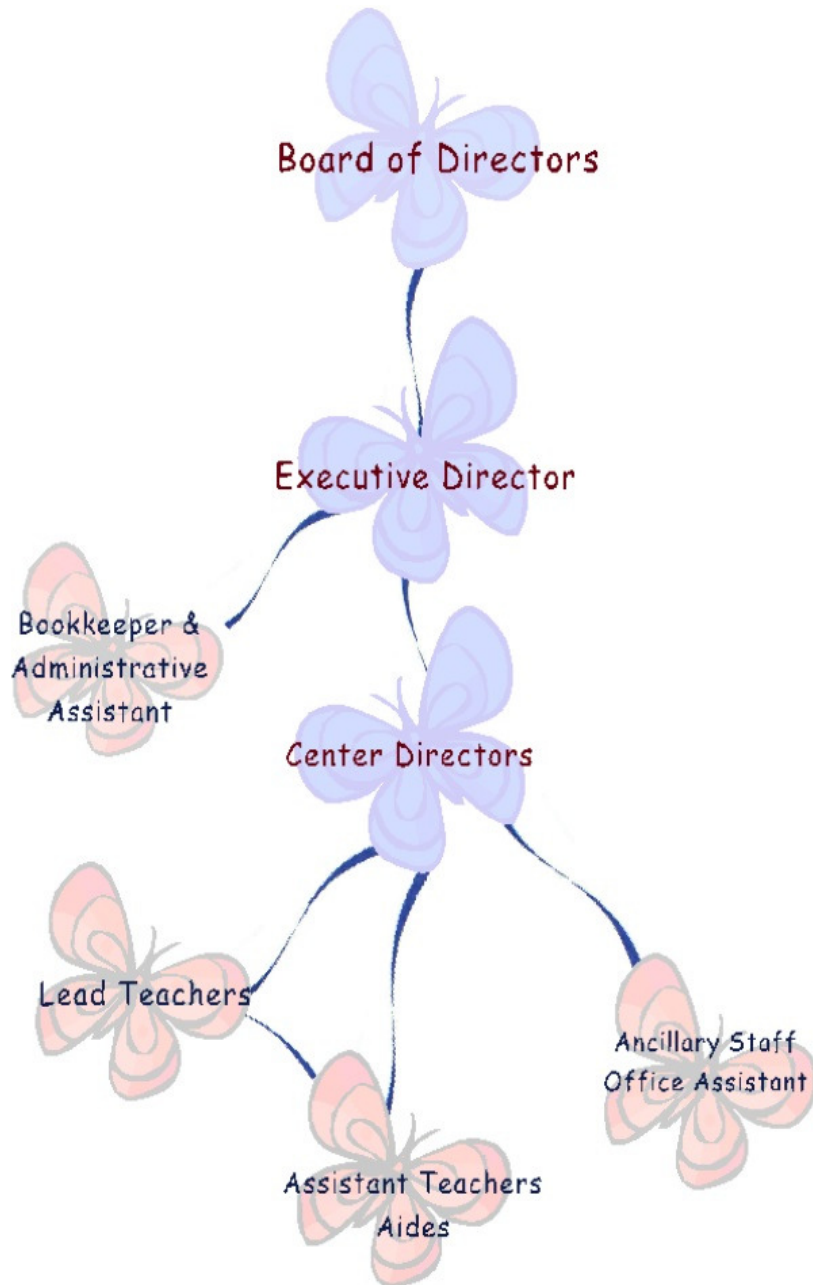 Board of Directors
Executive Director
Bookkeeper &
Administrative
Assistant
Center Directors
Lead Teachers
Ancillary Staff
Office Assistant
Assistant Teachers
Aides